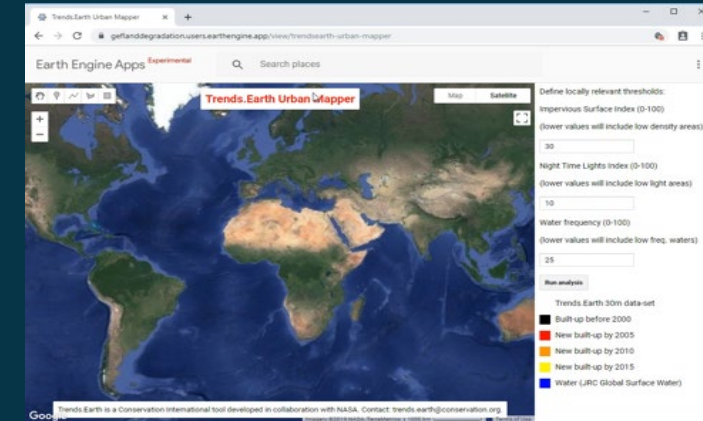 Trends.Earth Urban Mapper
geflanddegradation.users.earthengine.app/view/trendsearth-urban-mapper
Earth Engine Apps Experimental
Search places
Trends.Earth Urban Mapper
Map
Satellite
Define locally relevant thresholds:
Impervious Surface Index (0-100)
(lower values will include low density areas)
30
Night Time Lights Index (0-100)
(lower values will include low light areas)
10
Water frequency (0-100)
(lower values will include low freq. waters)
25
Run analysis
Trends.Earth 30m data-set
Built-up before 2000
New built-up by 2005
New built-up by 2010
New built-up by 2015
Water (JRC Global Surface Water)
Trends.Earth is a Conservation International tool developed in collaboration with NASA. Contact: trends.earth@conservation.org
Google
Terms of Use